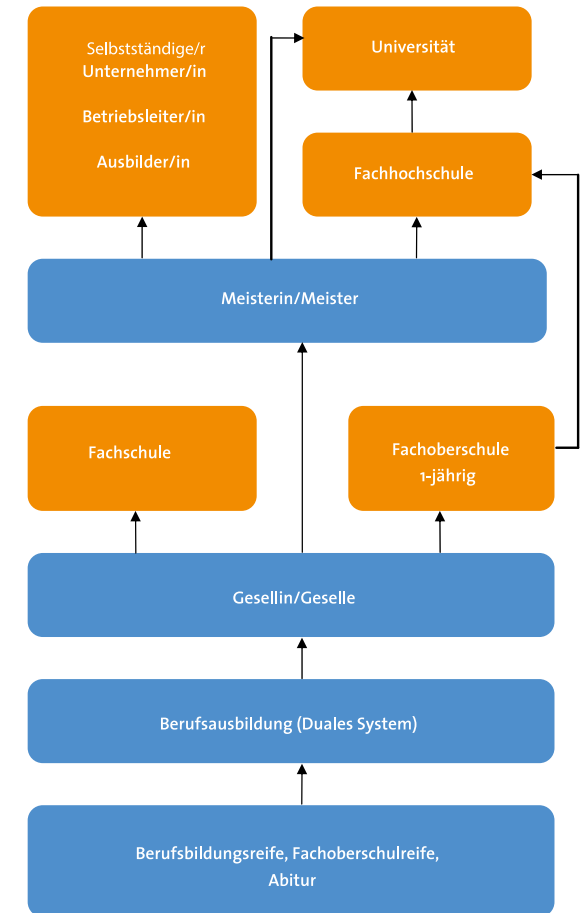 Selbstständige/r
Unternehmer/in
Betriebsleiter/in
Ausbilder/in
Universität
Fachhochschule
Meisterin/Meister
Fachschule
Fachoberschule
1-jährig
Gesellin/Geselle
Berufsausbildung (Duales System)
Berufsbildungsreife, Fachoberschulreife,
Abitur